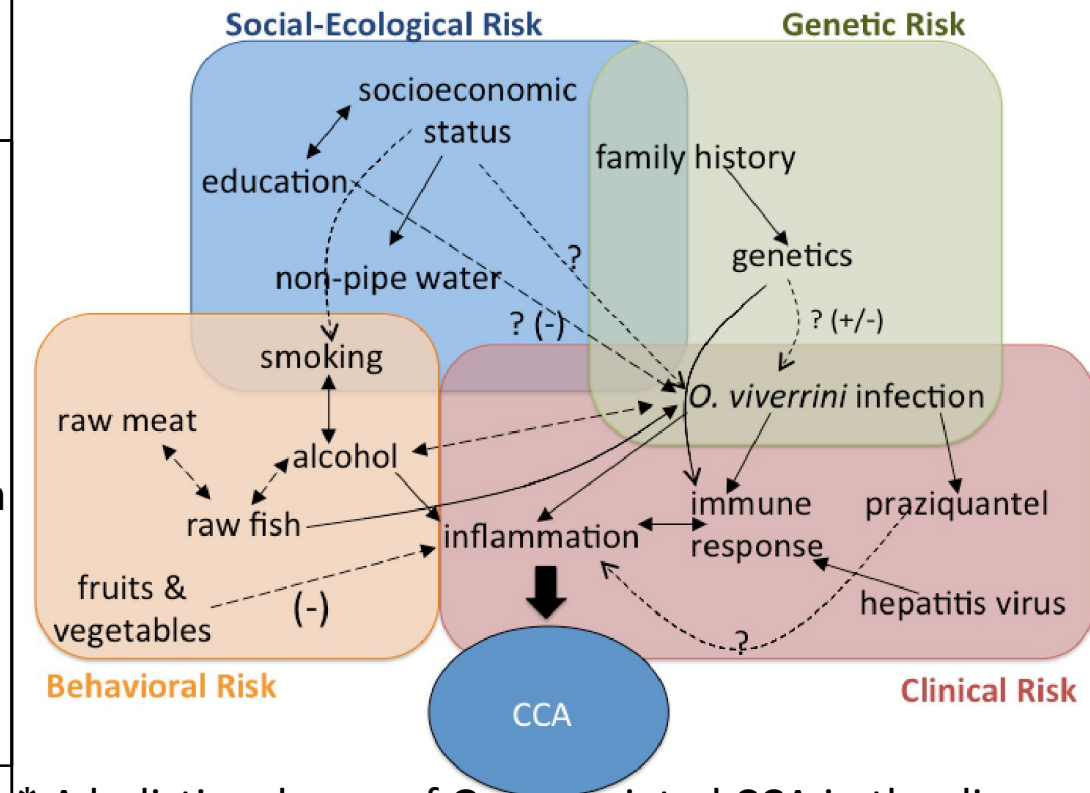 Social-Ecological Risk
Genetic Risk
socioeconomic
status
education
family history
genetics
?
non-pipe water
? (-)
? (+/-)
smoking
raw meat
O. viverrini infection
alcohol
raw fish
immune
response
praziquantel
inflammation
fruits &
vegetables
(-)
hepatitis virus
?
Behavioral Risk
Clinical Risk
CCA